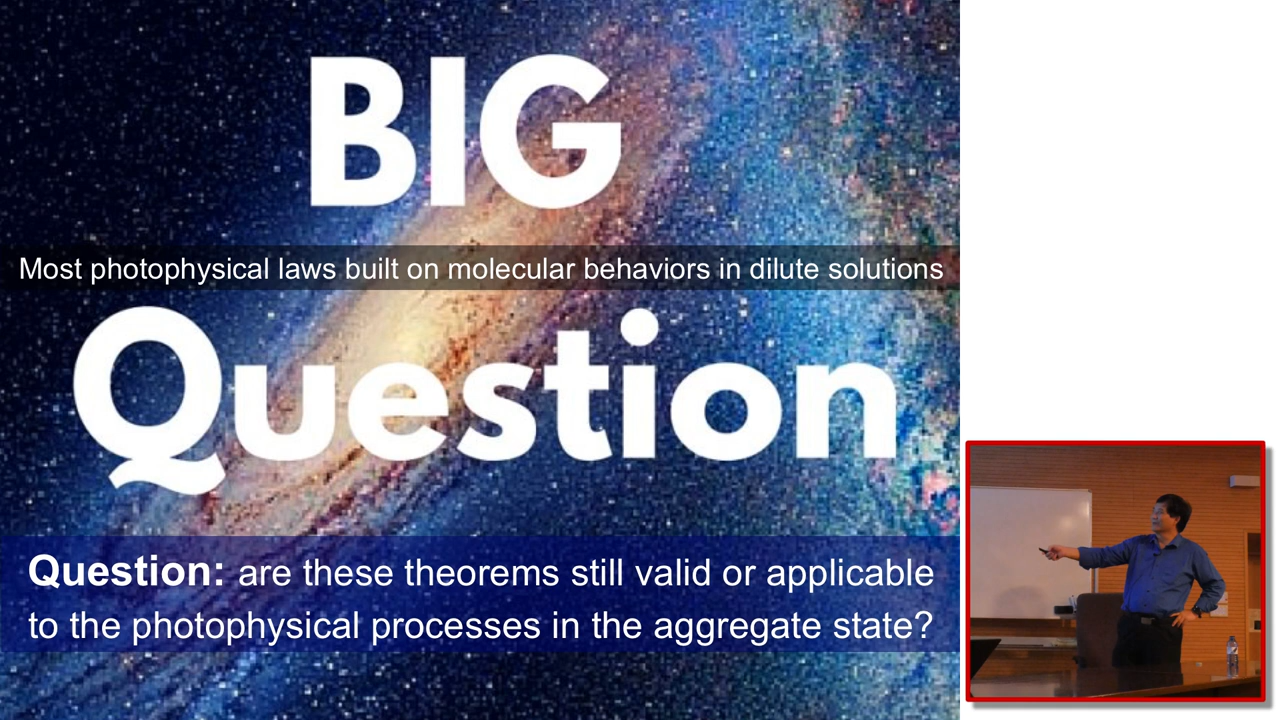 BIG
Most photophysical laws built on molecular behaviors in dilute solutions
Question
Question: are these theorems still valid or applicable
to the photophysical processes in the aggregate state?